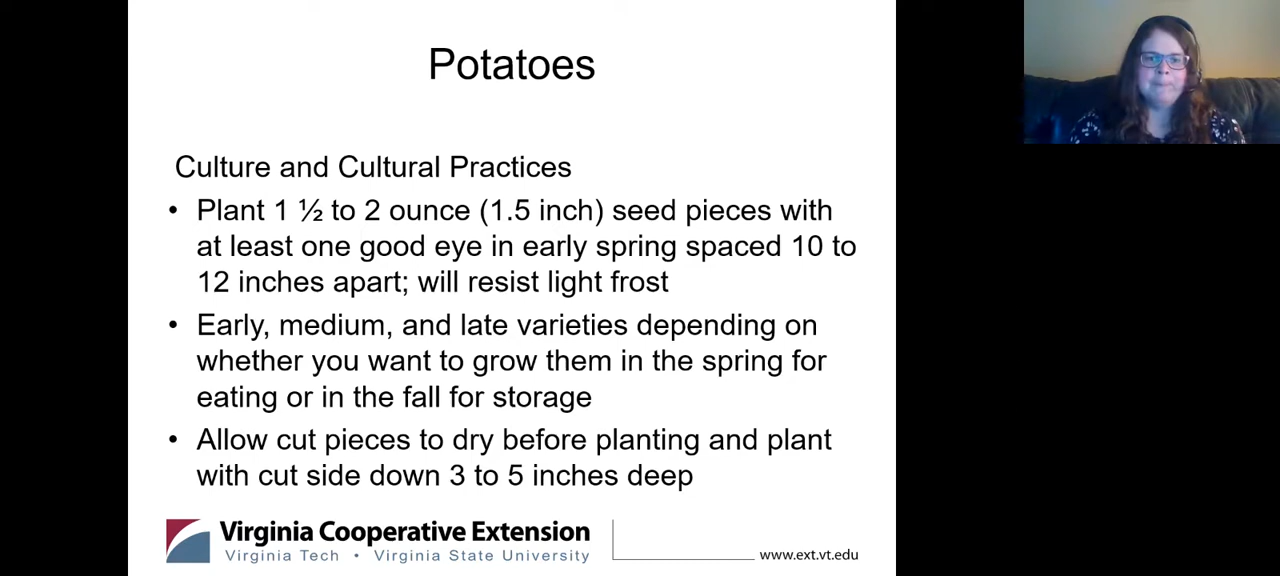 Potatoes
Culture and Cultural Practices
• Plant 1 ½ to 2 ounce (1.5 inch) seed pieces with
at least one good eye in early spring spaced 10 to
12 inches apart; will resist light frost
• Early, medium, and late varieties depending on
whether you want to grow them in the spring for
eating or in the fall for storage
• Allow cut pieces to dry before planting and plant
with cut side down 3 to 5 inches deep
Virginia Cooperative Extension
Virginia Tech • Virginia State University
www.ext.vt.edu